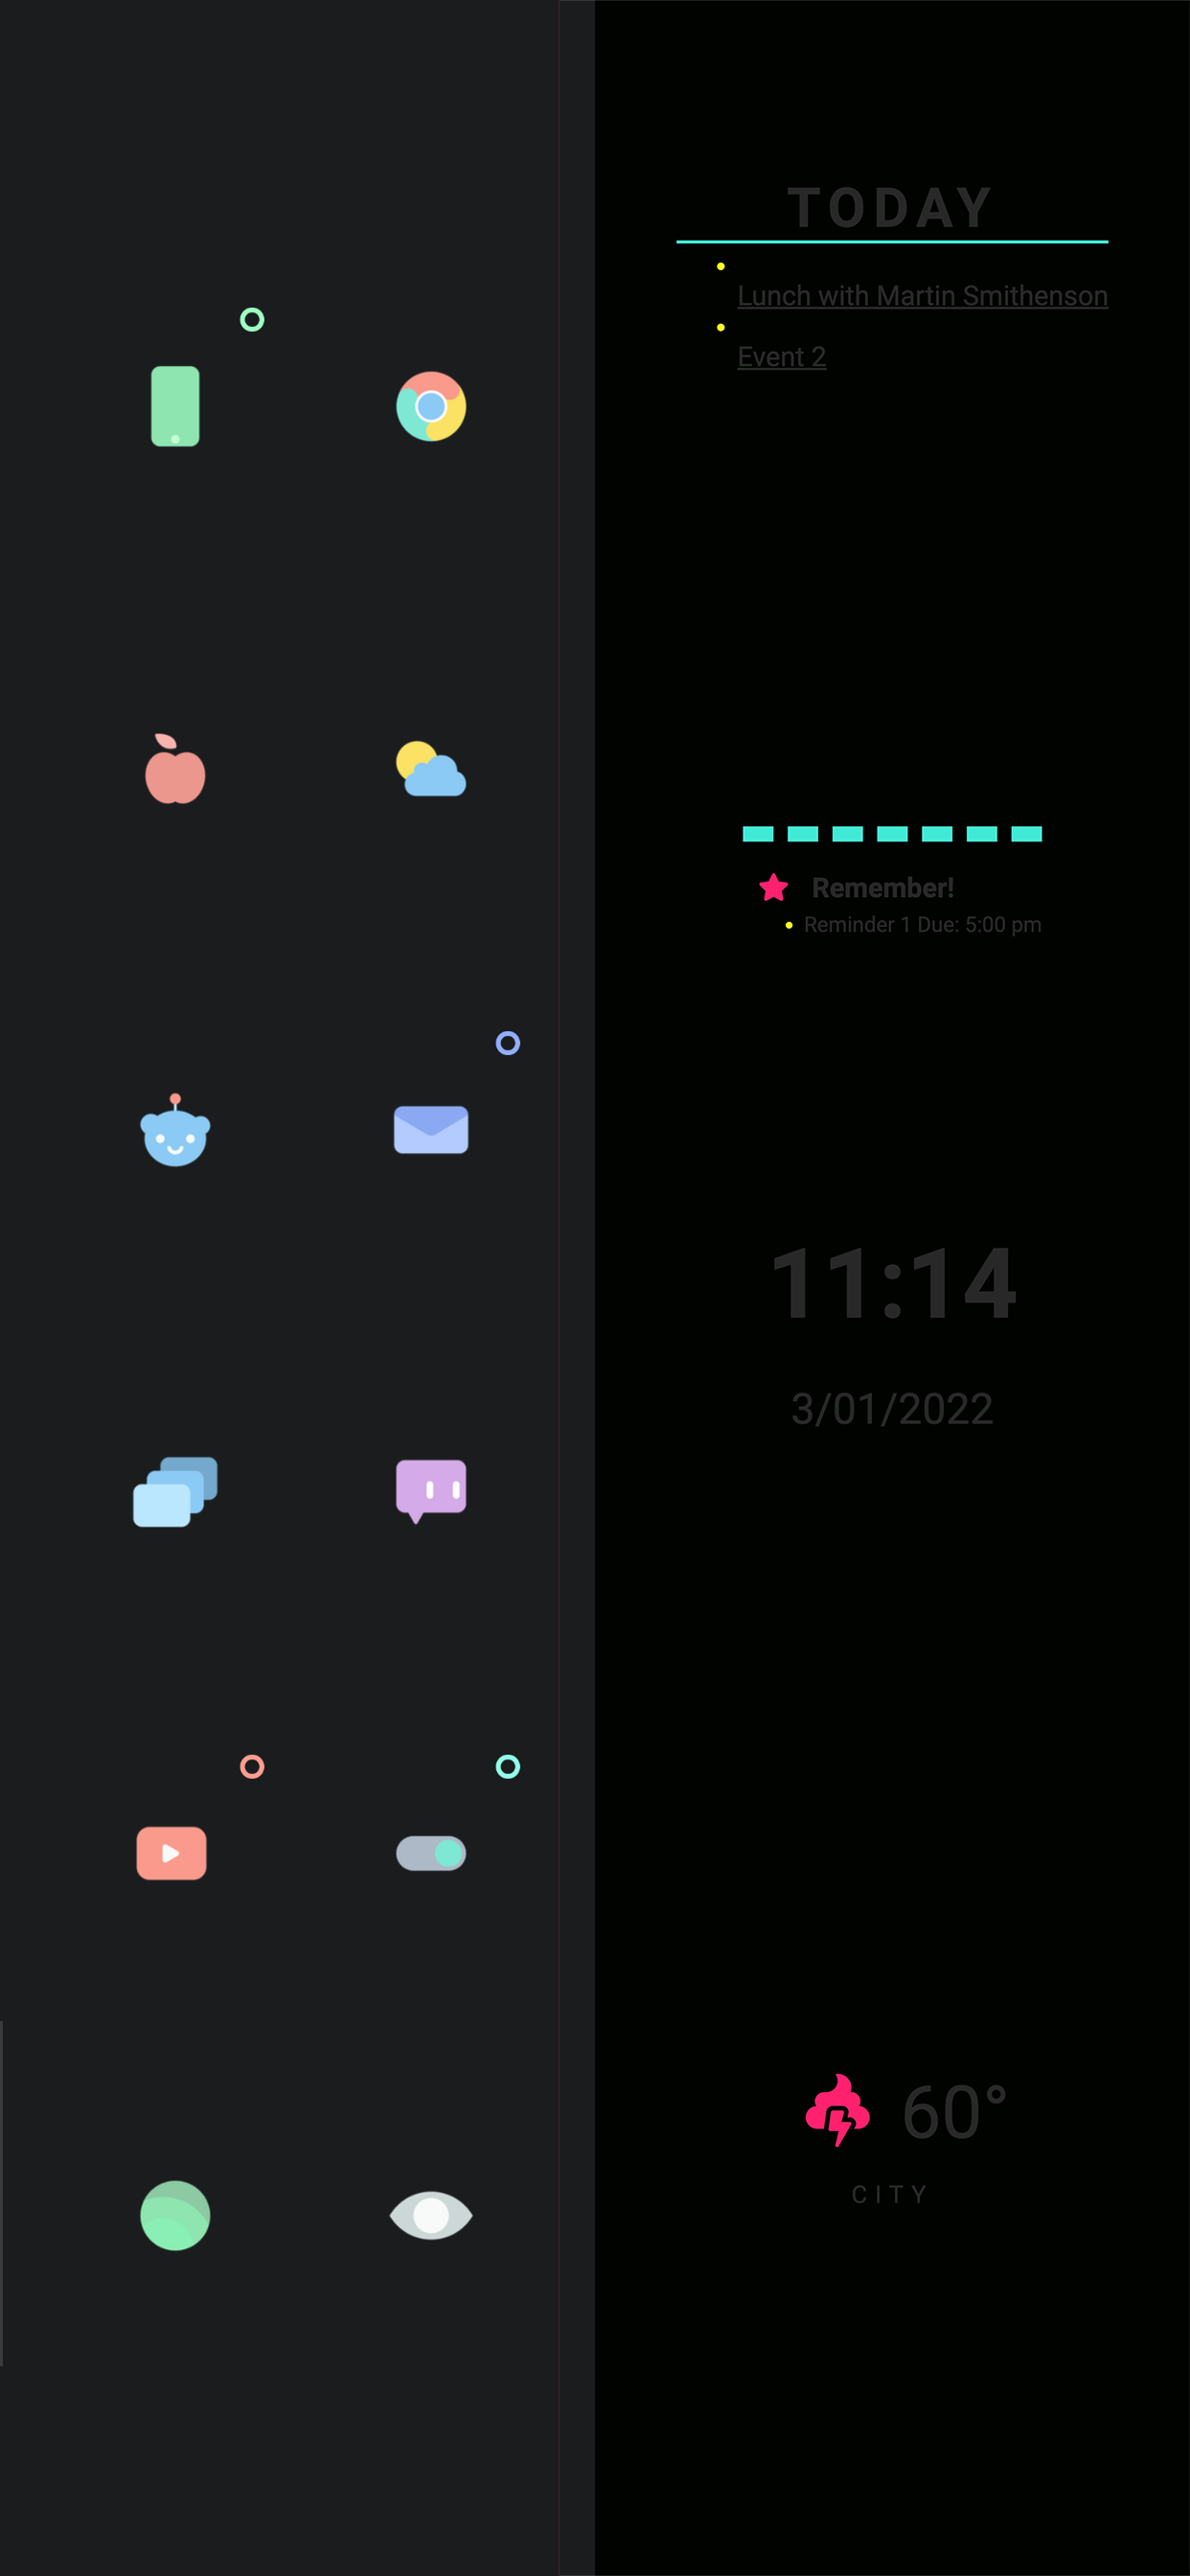 TODAY
Lunch with Martin Smithenson
Event 2
Remember!
Reminder 1 Due: 5:00 pm
11:14
3/01/2022
60°
CITY